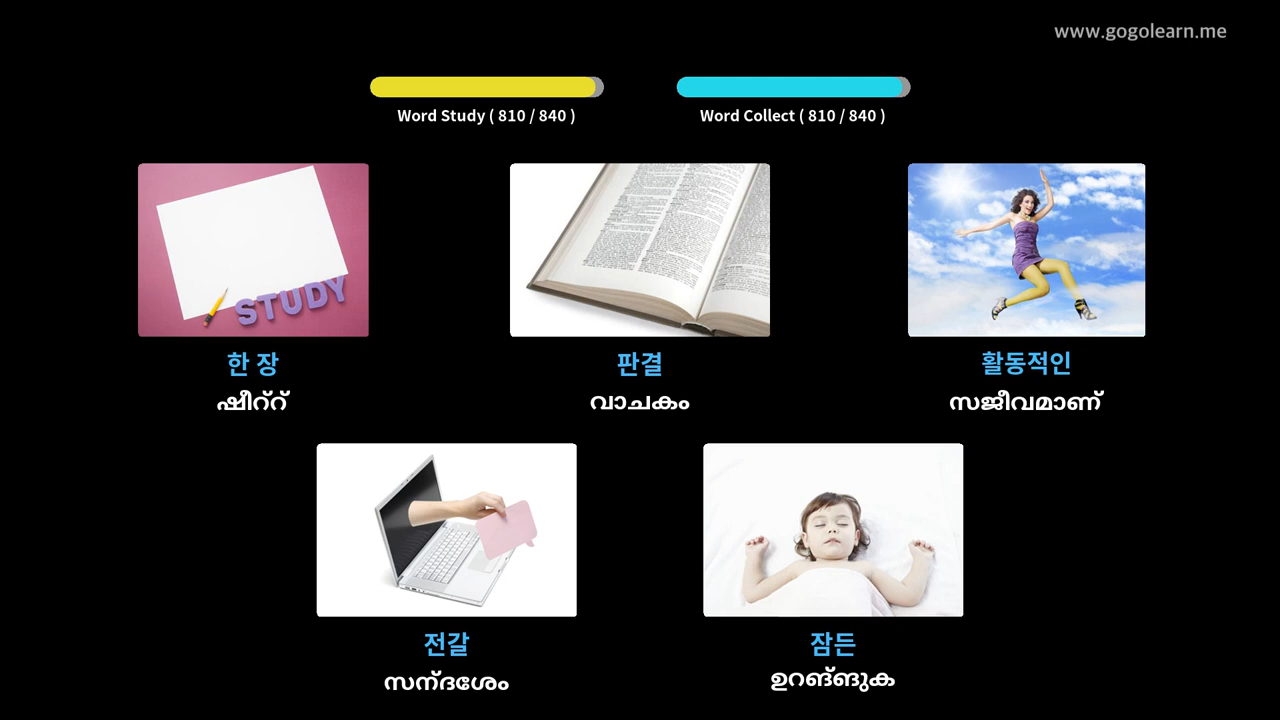 www.gogolearn.me
Word Study ( 810 / 840 )
Word Collect ( 810 / 840 )
STUDY
한 장
ഷീറ്റ്
판결
വാചകം
활동적인
സജീവമാണ്
전갈
സന്ദശേം
잠든
ഉറങ്ങുക